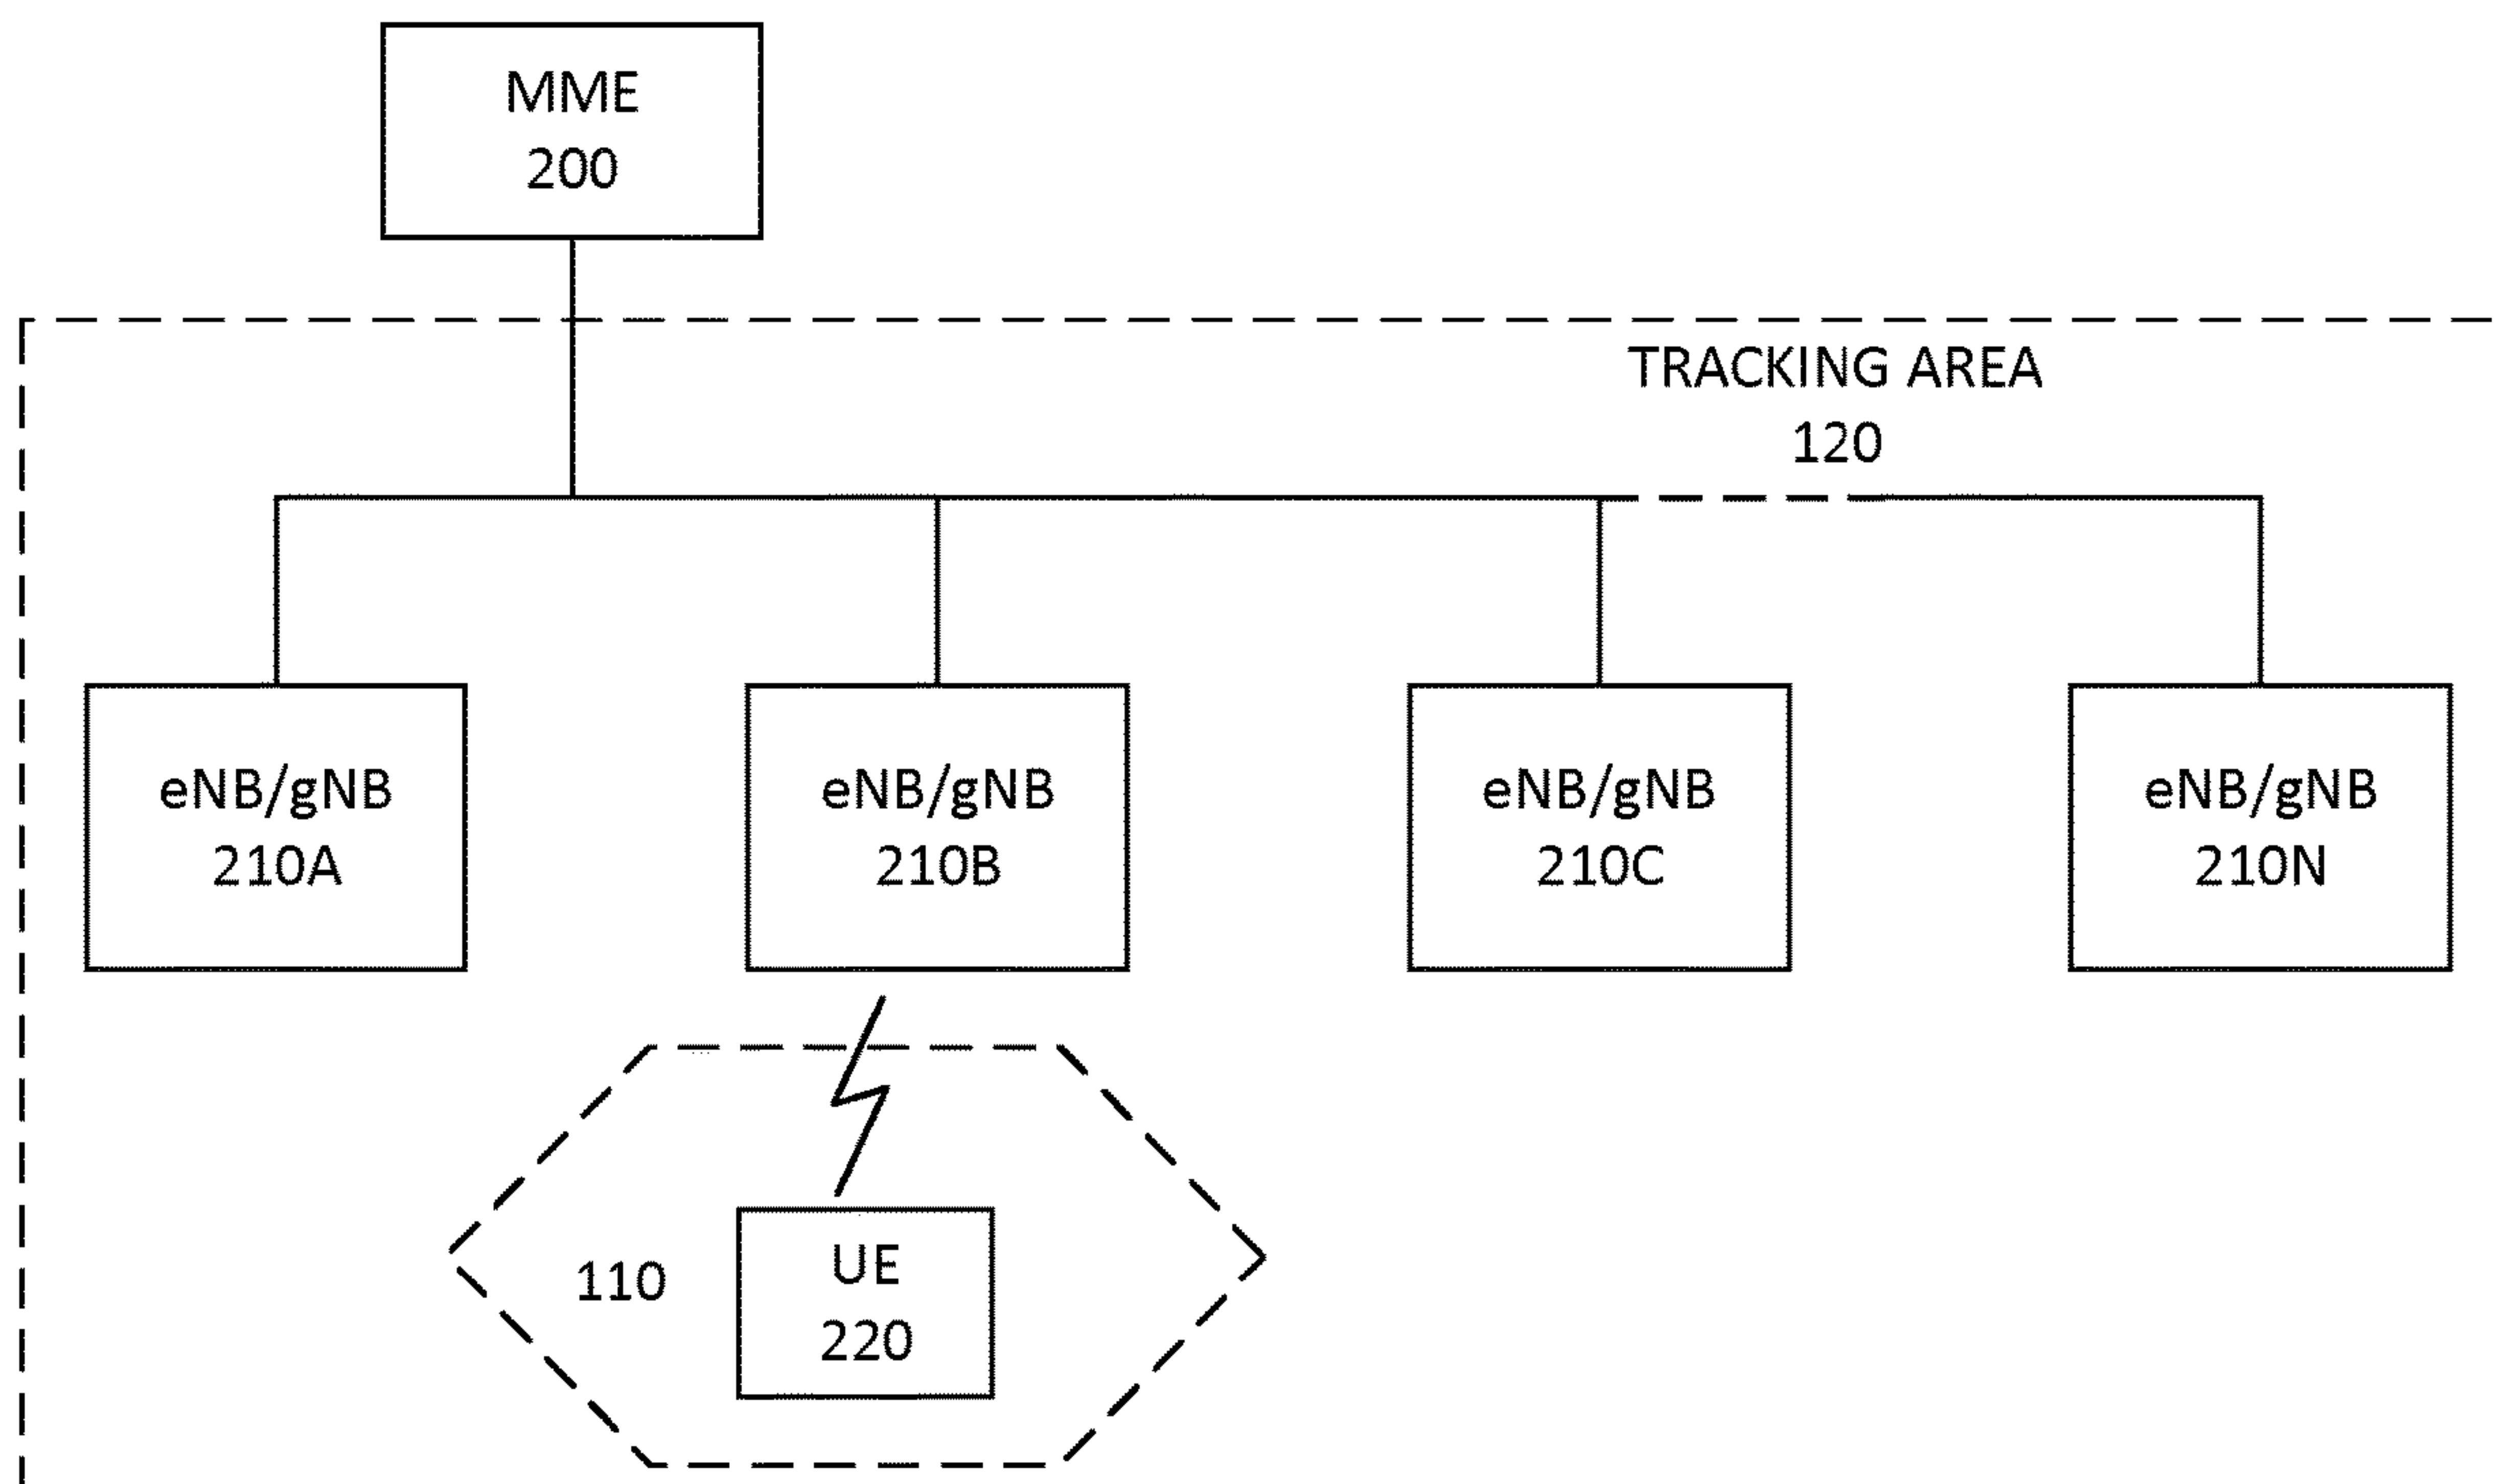 MME
200
TRACKING AREA
120
eNB/gNB
210A
eNB/gNB
210B
eNB/gNB
210C
eNB/gNB
210N
110
UE
220